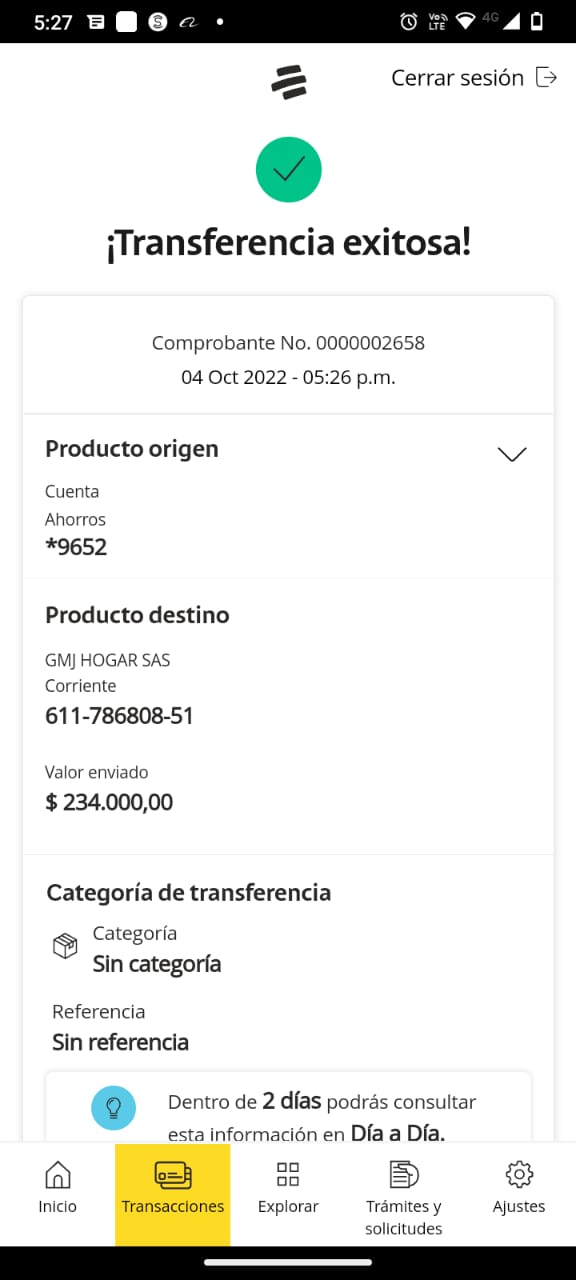 5:27
Vo) LTE
4G
Cerrar sesión
¡Transferencia exitosa!
Comprobante No. 0000002658
04 Oct 2022 - 05:26 p.m.
Producto origen
Cuenta
Ahorros
*9652
Producto destino
GMJ HOGAR SAS
Corriente
611-786808-51
Valor enviado
$ 234.000,00
Categoría de transferencia
Categoría
Sin categoría
Referencia
Sin referencia
Dentro de 2 días podrás consultar
esta información en Día a Día.
Inicio
Transacciones
Explorar
Trámites y
solicitudes
Ajustes